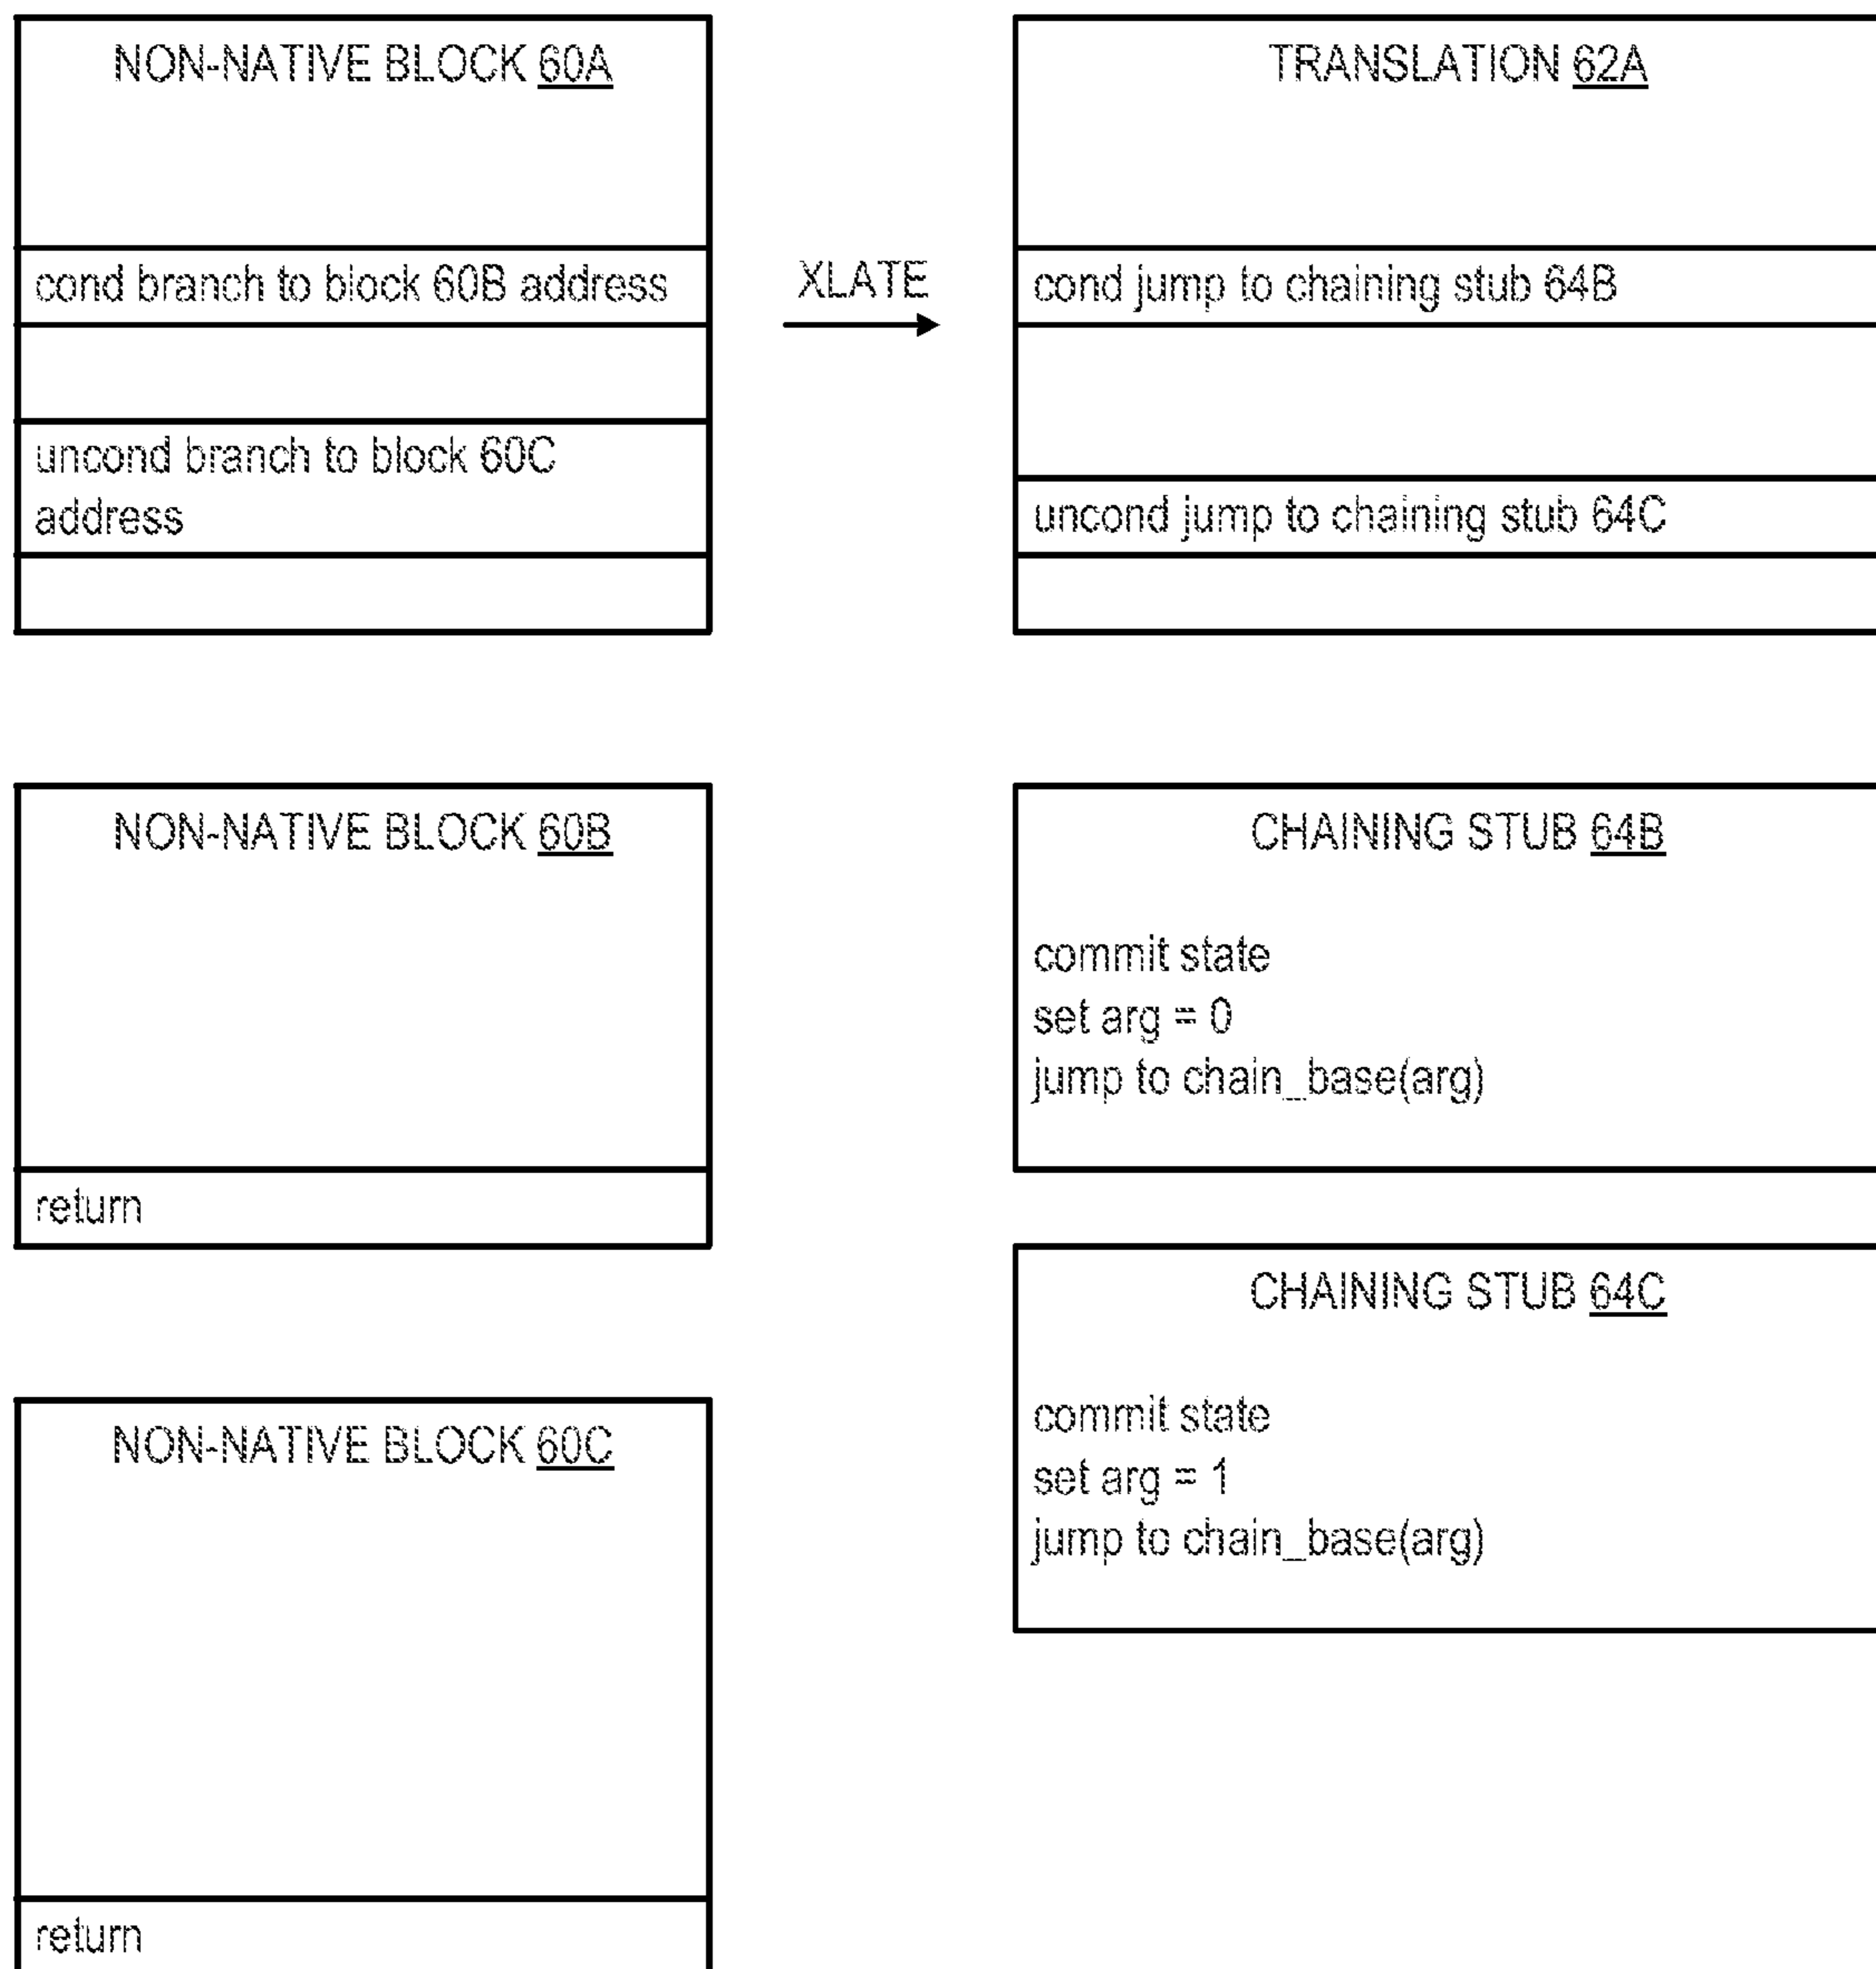 NON-NATIVE BLOCK 60A
cond branch to block 60B address
uncond branch to block 60C
address
XLATE
TRANSLATION 62A
cond jump to chaining stub 64B
uncond jump to chaining stub 64C
NON-NATIVE BLOCK 60B
return
CHAINING STUB 64B
commit state
set arg = 0
jump to chain_base(arg)
CHAINING STUB 64C
commit state
set arg = 1
jump to chain_base(arg)
NON-NATIVE BLOCK 60C
return